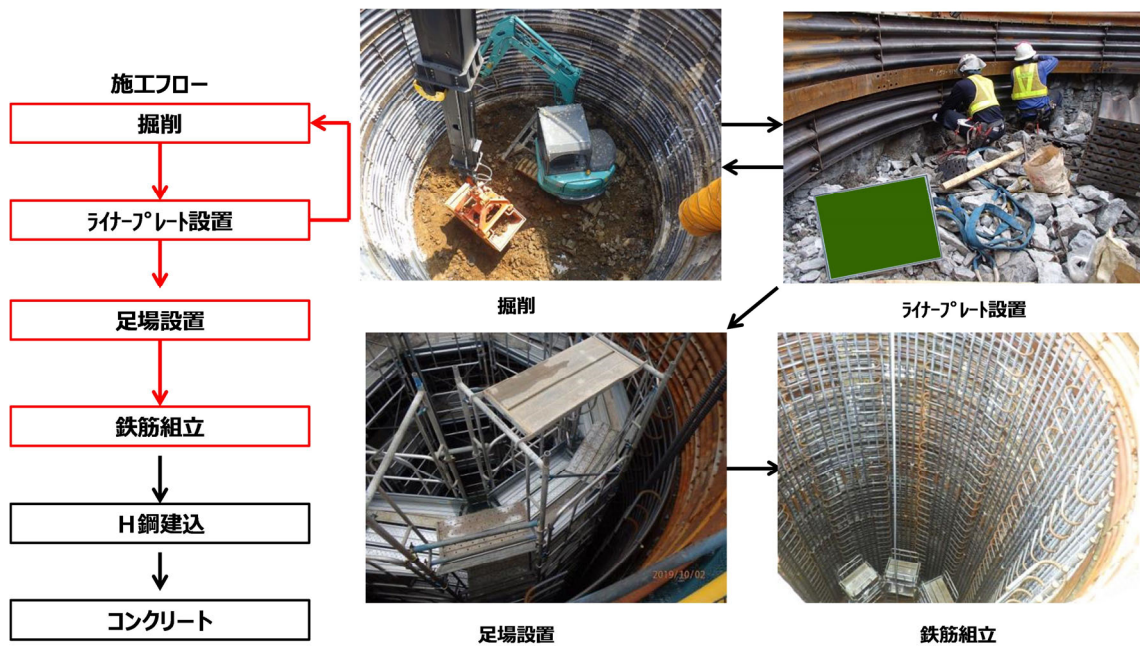 施工フロー
掘削
ﾗｲﾅｰﾌﾟﾚｰﾄ設置
足場設置
鉄筋組立
H鋼建込
コンクリート
掘削
ﾗｲﾅｰﾌﾟﾚｰﾄ設置
2019/10/02
足場設置
鉄筋組立